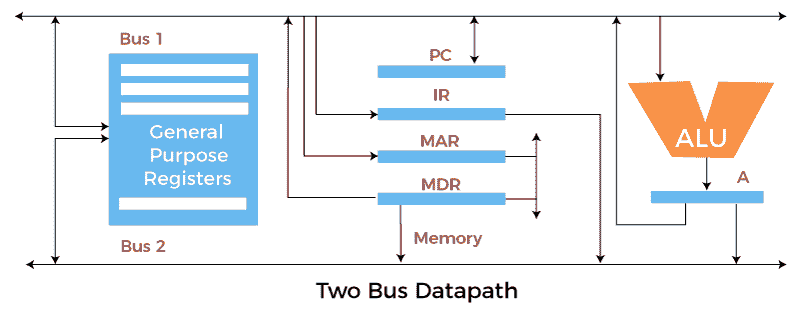 Bus 1
PC
IR
General
Purpose
Registers
MAR
MDR
ALU
A
Bus 2
Memory
Two Bus Datapath